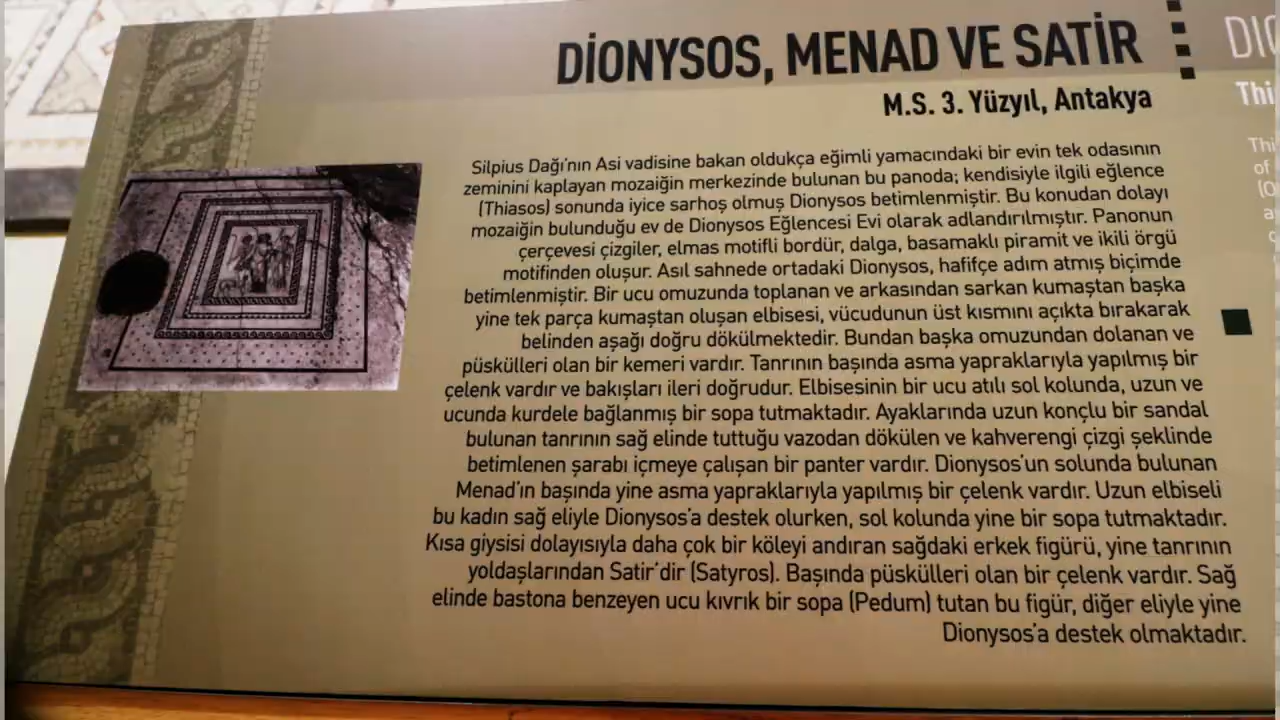 DİONYSOS, MENAD VE SATİR
M.S. 3. Yüzyıl, Antakya
Silpius Dağı'nın Asi vadisine bakan oldukça eğimli yamacındaki bir evin tek odasının
zeminini kaplayan mozaiğin merkezinde bulunan bu panoda; kendisiyle ilgili eğlence
(Thiasos) sonunda iyice sarhoş olmuş Dionysos betimlenmiştir. Bu konudan dolayı
mozaiğin bulunduğu ev de Dionysos Eğlencesi Evi olarak adlandırılmıştır. Panonun
çerçevesi çizgiler, elmas motifli bordür, dalga, basamaklı piramit ve ikili örgü
motifinden oluşur. Asıl sahnede ortadaki Dionysos, hafifçe adım atmış biçimde
betimlenmiştir. Bir ucu omuzunda toplanan ve arkasından sarkan kumaştan başka
yine tek parça kumaştan oluşan elbisesi, vücudunun üst kısmını açıkta bırakarak
belinden aşağı doğru dökülmektedir. Bundan başka omuzundan dolanan ve
püskülleri olan bir kemeri vardır. Tanrının başında asma yapraklarıyla yapılmış bir
çelenk vardır ve bakışları ileri doğrudur. Elbisesinin bir ucu atılı sol kolunda, uzun ve
ucunda kurdele bağlanmış bir sopa tutmaktadır. Ayaklarında uzun konçlu bir sandal
bulunan tanrının sağ elinde tuttuğu vazodan dökülen ve kahverengi çizgi şeklinde
betimlenen şarabı içmeye çalışan bir panter vardır. Dionysos'un solunda bulunan
Menad'ın başında yine asma yapraklarıyla yapılmış bir çelenk vardır. Uzun elbiseli
bu kadın sağ eliyle Dionysos'a destek olurken, sol kolunda yine bir sopa tutmaktadır.
Kısa giysisi dolayısıyla daha çok bir köleyi andıran sağdaki erkek figürü, yine tanrının
yoldaşlarından Satir'dir (Satyros). Başında püskülleri olan bir çelenk vardır. Sağ
elinde bastona benzeyen ucu kıvrık bir sopa (Pedum) tutan bu figür, diğer eliyle yine
Dionysos'a destek olmaktadır.
of